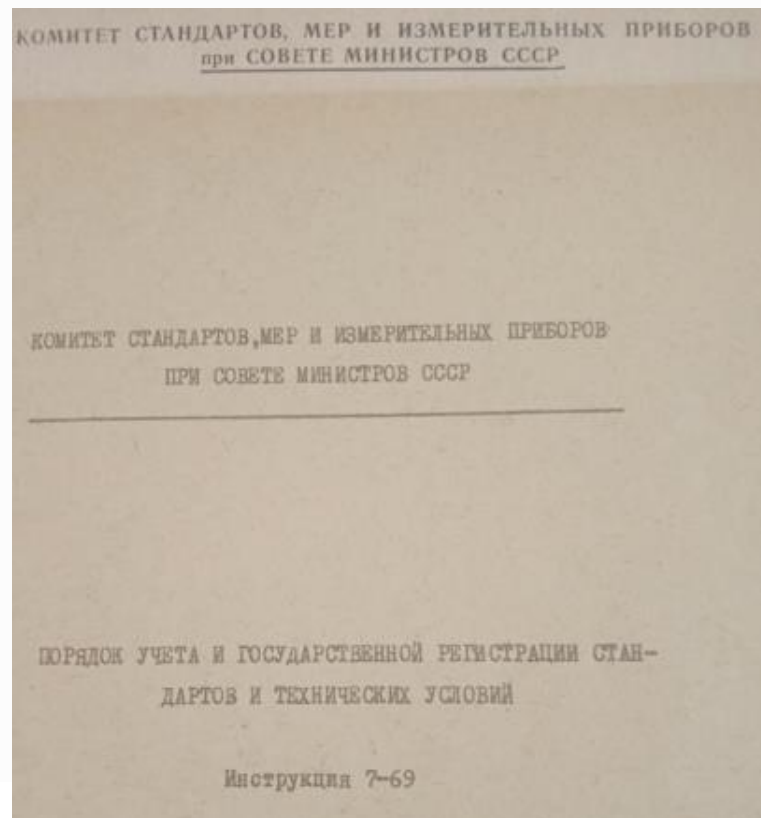 КОМИТЕТ СТАНДАРТОВ, МЕР И ИЗМЕРИТЕЛЬНЫХ ПРИБОРОВ
при СОВЕТЕ МИНИСТРОВ СССР
КОМИТЕТ СТАНДАРТОВ,МЕР И ИЗМЕРИТЕЛЬНЫХ ПРИБОРОВ
ПРИ СОВЕТЕ МИНИСТРОВ СССР
ПОРЯДОК УЧЕТА И ГОСУДАРСТВЕННОЙ РЕГИСТРАЦИИ СТАН-
ДАРТОВ И ТЕХНИЧЕСКИХ УСЛОВИЙ
Инструкция 7-69